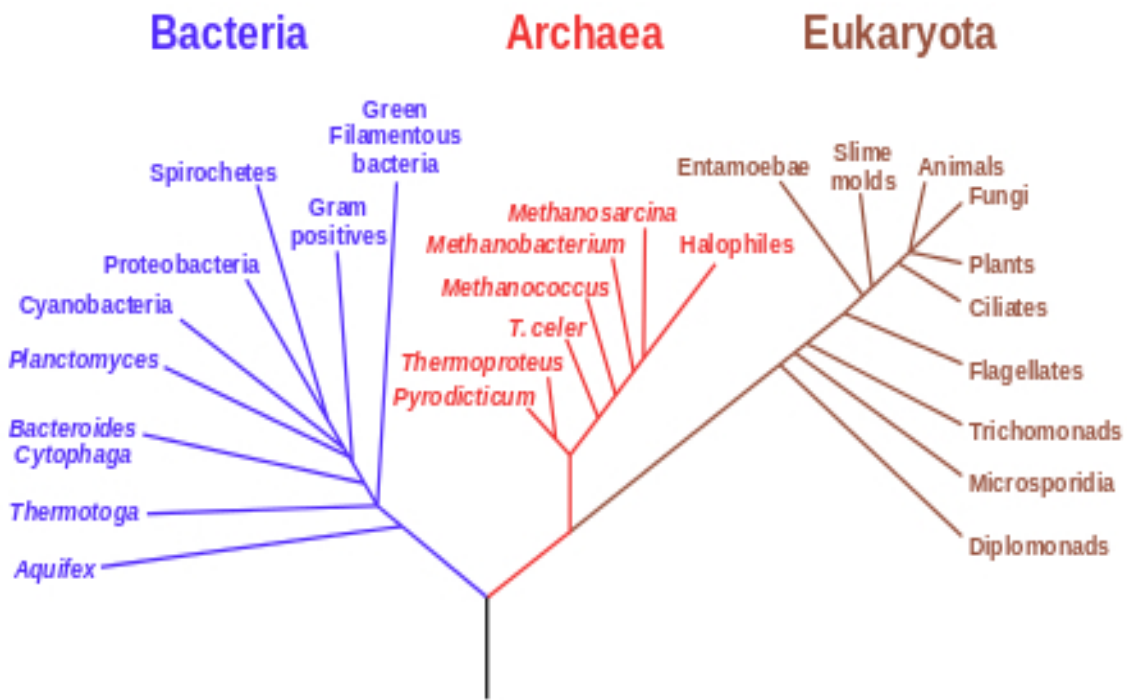 Bacteria
Archaea
Eukaryota
Green
Filamentous
bacteria
Spirochetes
Gram
positives
Proteobacteria
Cyanobacteria
Planctomyces
Bacteroides
Cytophaga
Thermotoga
Aquifex
Methanosarcina
Methanobacterium
Halophiles
Methanococcus
T. celer
Thermoproteus
Pyrodicticum
Entamoebae
Slime
molds
Animals
Fungi
Plants
Ciliates
Flagellates
Trichomonads
Microsporidia
Diplomonads